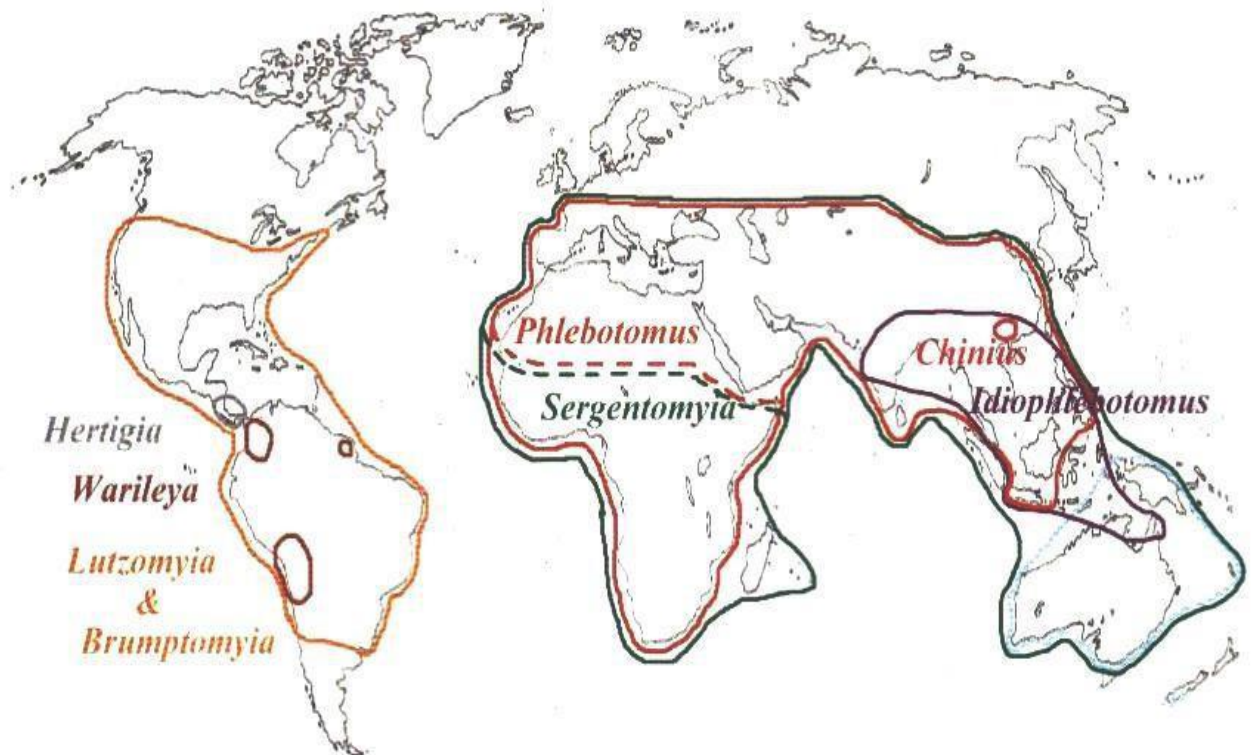 Phlebotomus
Sergentomyia
Chinius
Idiophlebotomus
Hertigia
Warileya
Lutzomyia
&
Brumptomyia